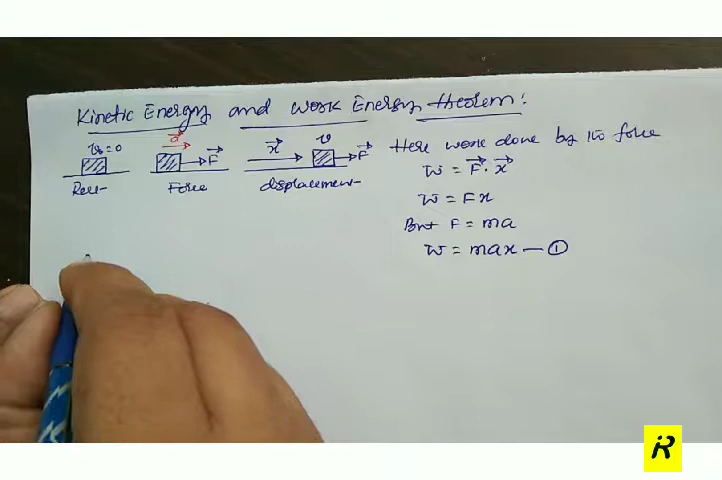 Kinetic Energy and Work Energy theorem:
v₀ = 0
a⃗
F⃗
x⃗
v
F⃗
Rest
Force
displacement
Here work done by the force
W = F⃗ . x⃗
W = Fx
But F = ma
W = max — ①
R